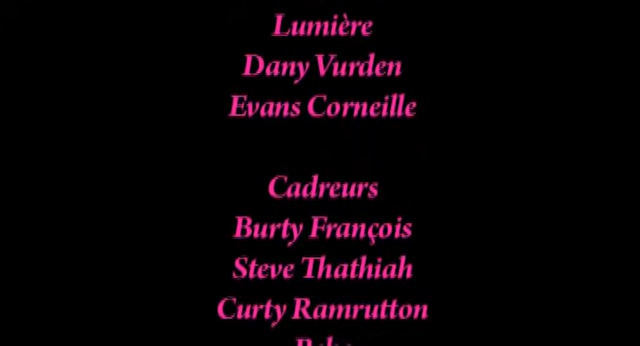 Lumière
Dany Vurden
Evans Corneille
Cadreurs
Burty François
Steve Thathiah
Curty Ramrutton